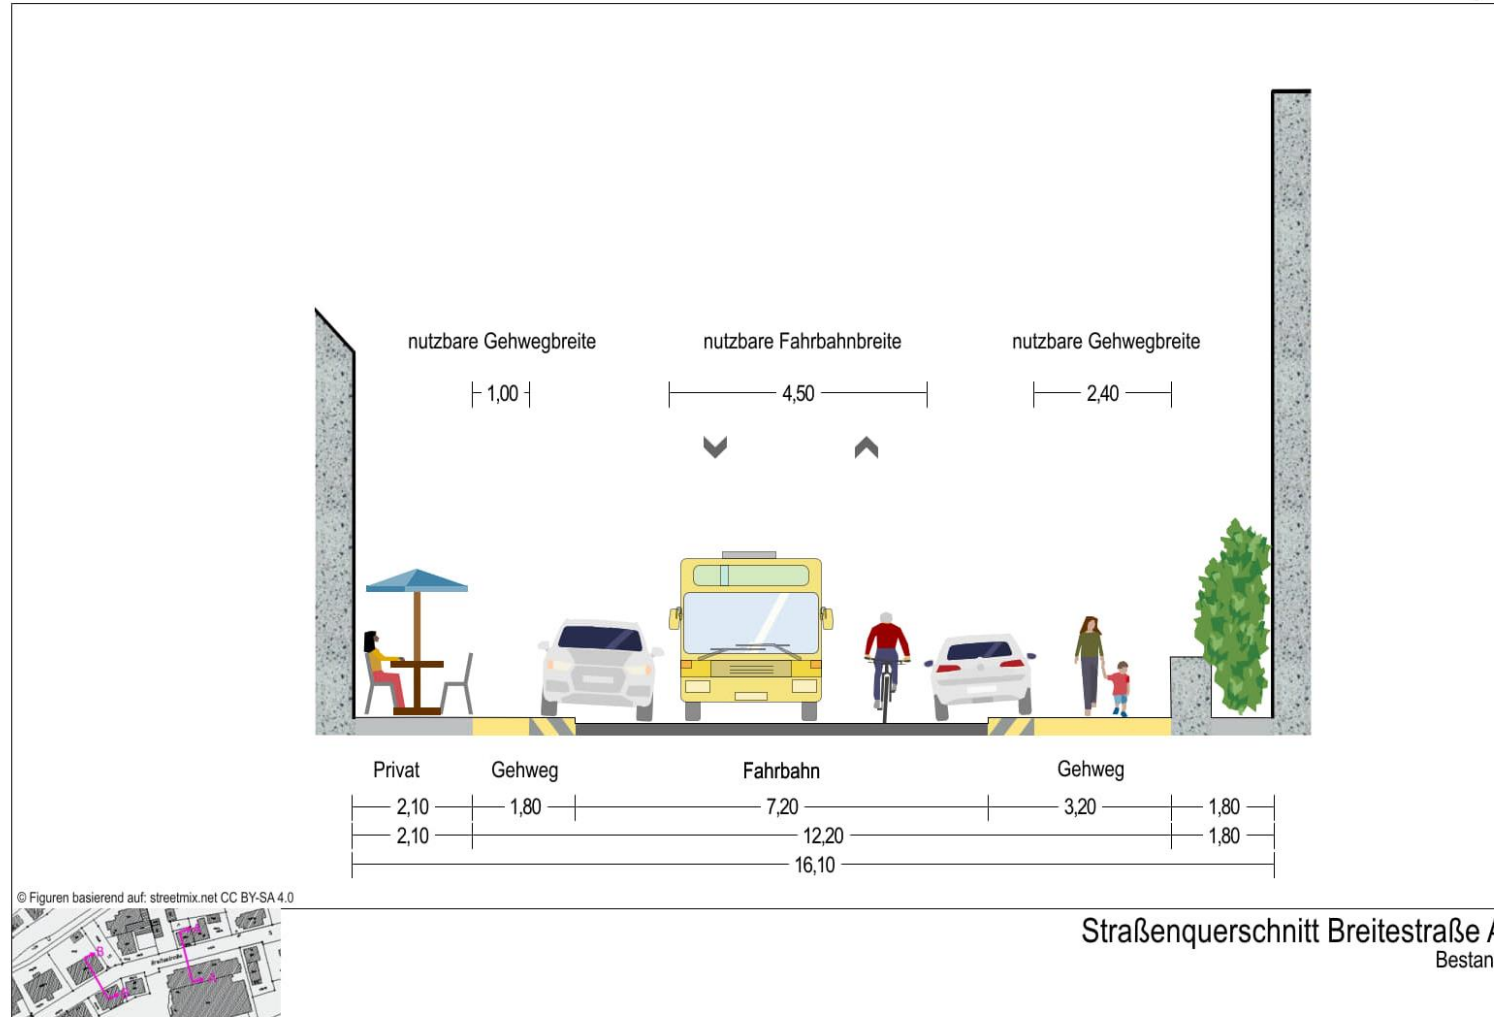 nutzbare Gehwegbreite nutzbare Fahrbahnbreite nutzbare Gehwegbreite
1,00 4,50 2,40
Privat Gehweg Fahrbahn Gehweg
2,10 1,80 7,20 3,20 1,80
2,10 12,20 1,80
16,10
© Figuren basierend auf: streetmix.net CC BY-SA 4.0
Straßenquerschnitt Breitestraße A
Bestan
B
A